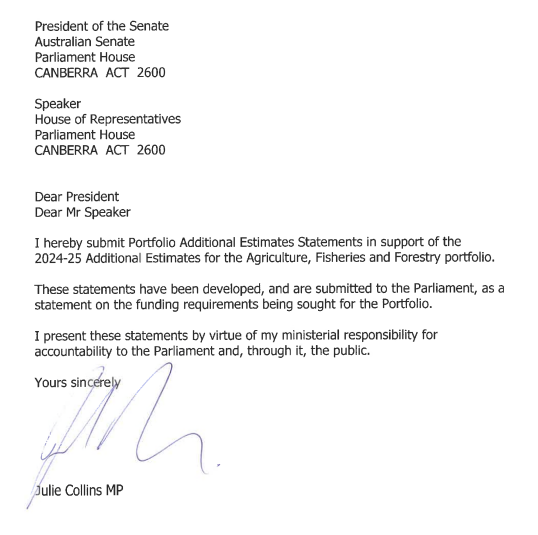 President of the Senate
Australian Senate
Parliament House
CANBERRA ACT 2600
Speaker
House of Representatives
Parliament House
CANBERRA ACT 2600
Dear President
Dear Mr Speaker
I hereby submit Portfolio Additional Estimates Statements in support of the
2024-25 Additional Estimates for the Agriculture, Fisheries and Forestry portfolio.
These statements have been developed, and are submitted to the Parliament, as a
statement on the funding requirements being sought for the Portfolio.
I present these statements by virtue of my ministerial responsibility for
accountability to the Parliament and, through it, the public.
Yours sincerely
Julie Collins MP